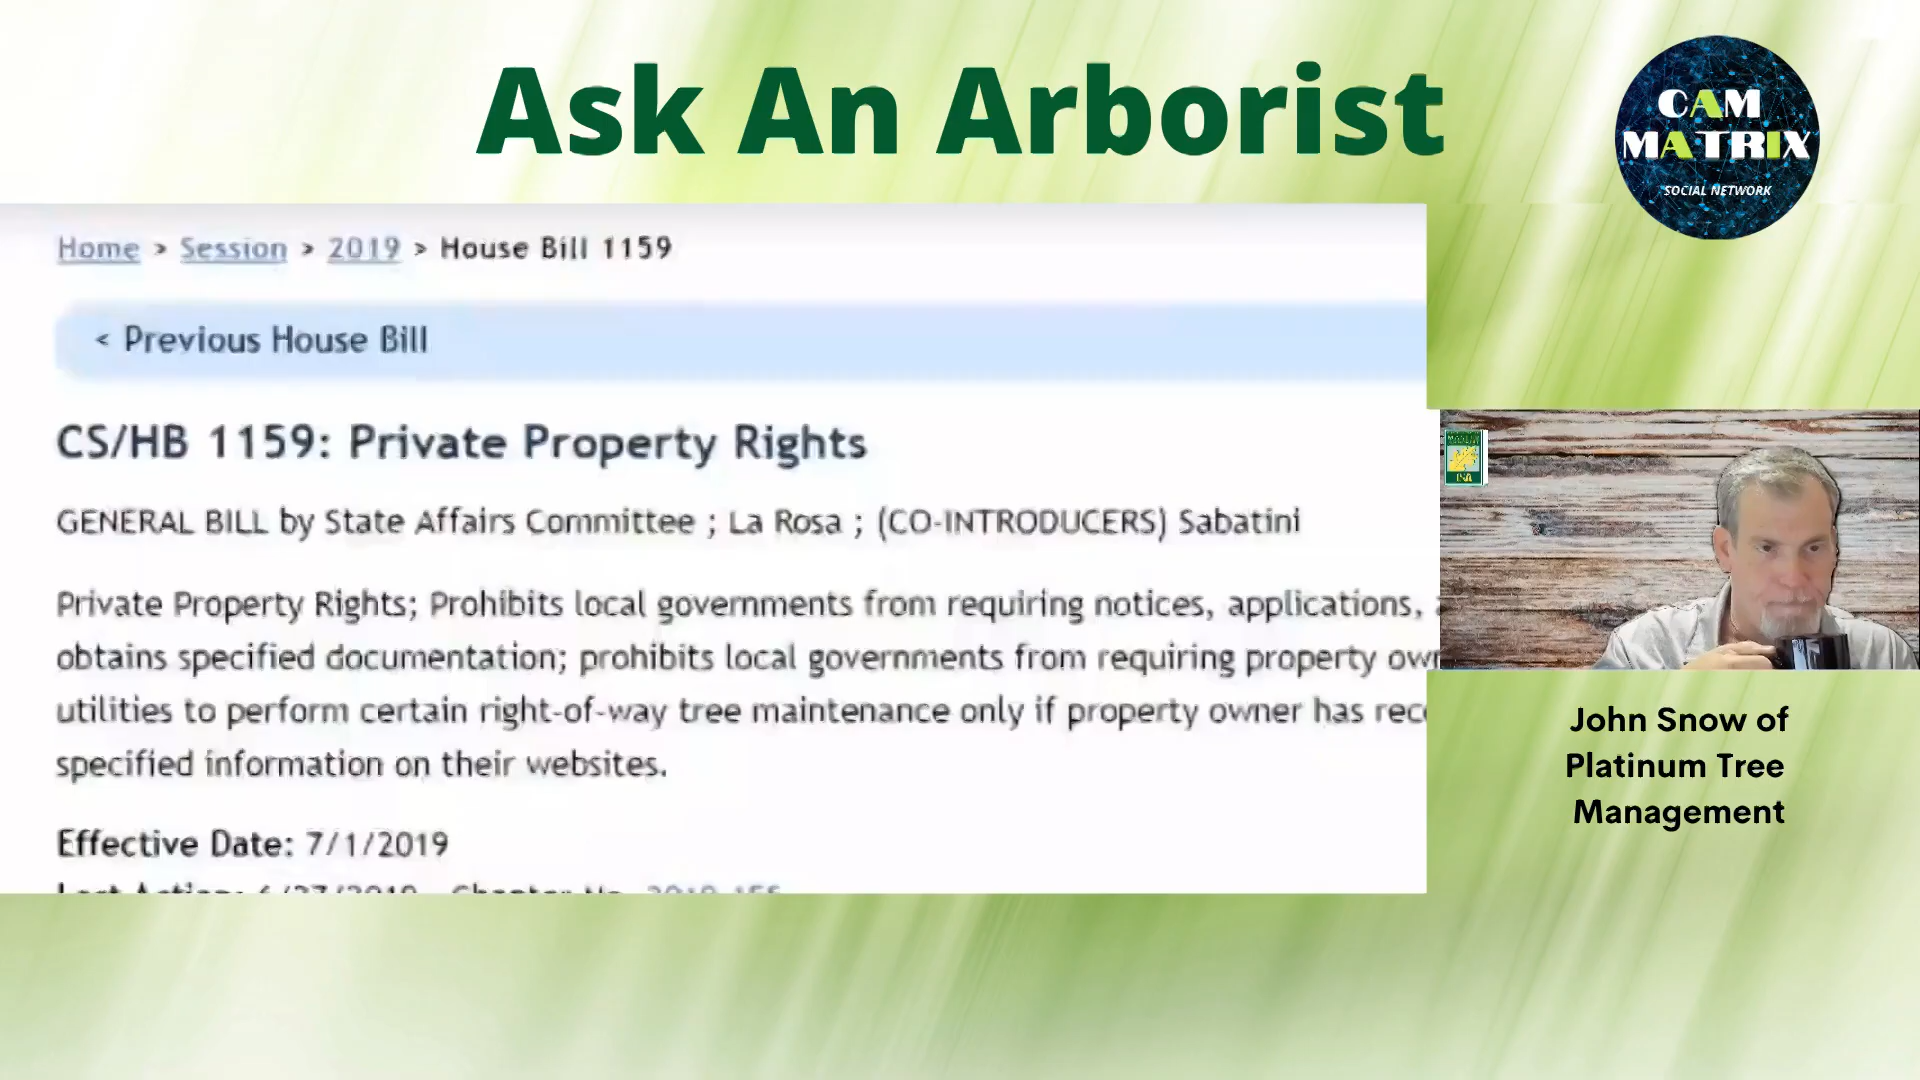 Ask An Arborist
CAM
MATRIX
SOCIAL NETWORK
Home > Session > 2019 > House Bill 1159
< Previous House Bill
CS/HB 1159: Private Property Rights
GENERAL BILL by State Affairs Committee ; La Rosa ; (CO-INTRODUCERS) Sabatini
Private Property Rights; Prohibits local governments from requiring notices, applications,
obtains specified documentation; prohibits local governments from requiring property
utilities to perform certain right-of-way tree maintenance only if property owner has
specified information on their websites.
Effective Date: 7/1/2019
ISA
John Snow of
Platinum Tree
Management